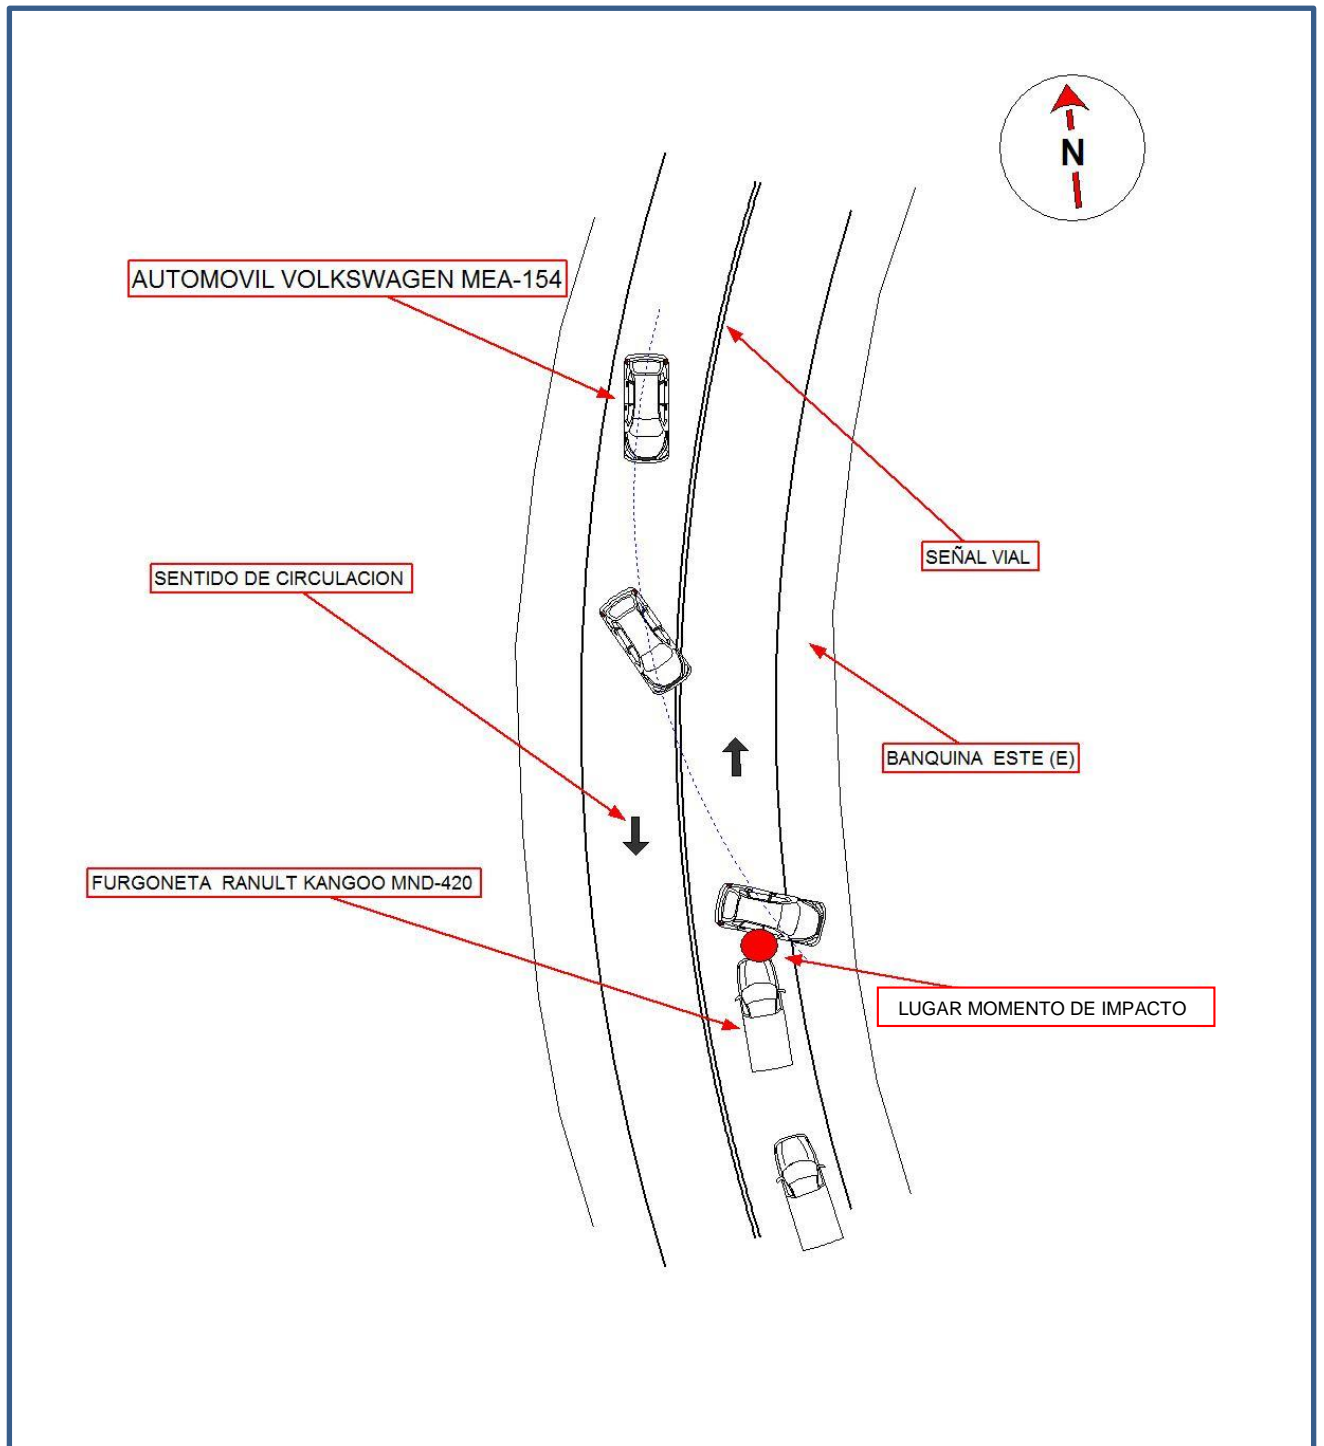 N
AUTOMOVIL VOLKSWAGEN MEA-154
SEÑAL VIAL
SENTIDO DE CIRCULACION
BANQUINA ESTE (E)
FURGONETA RANULT KANGOO MND-420
LUGAR MOMENTO DE IMPACTO